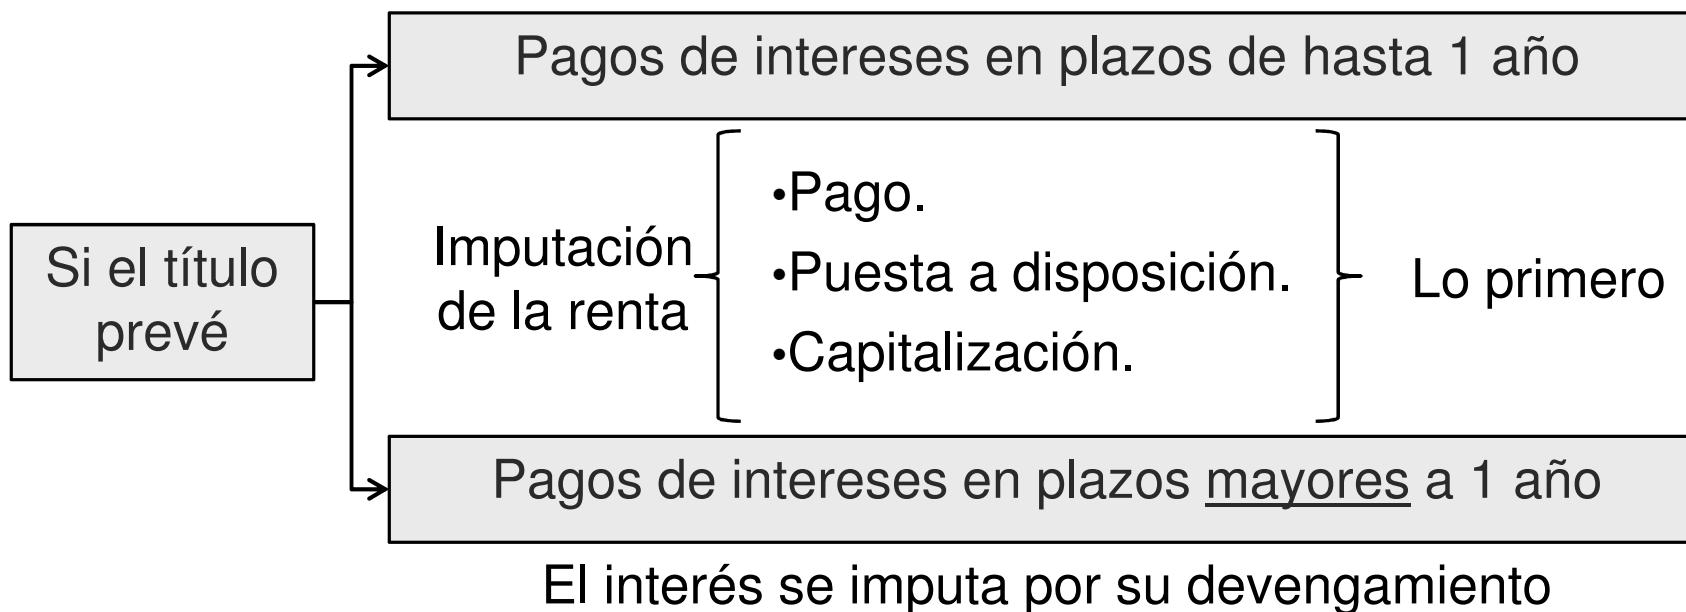 Pagos de intereses en plazos de hasta 1 año
Si el título
prevé
Imputación
de la renta
•Pago.
•Puesta a disposición.
•Capitalización.
Lo primero
Pagos de intereses en plazos mayores a 1 año
El interés se imputa por su devengamiento